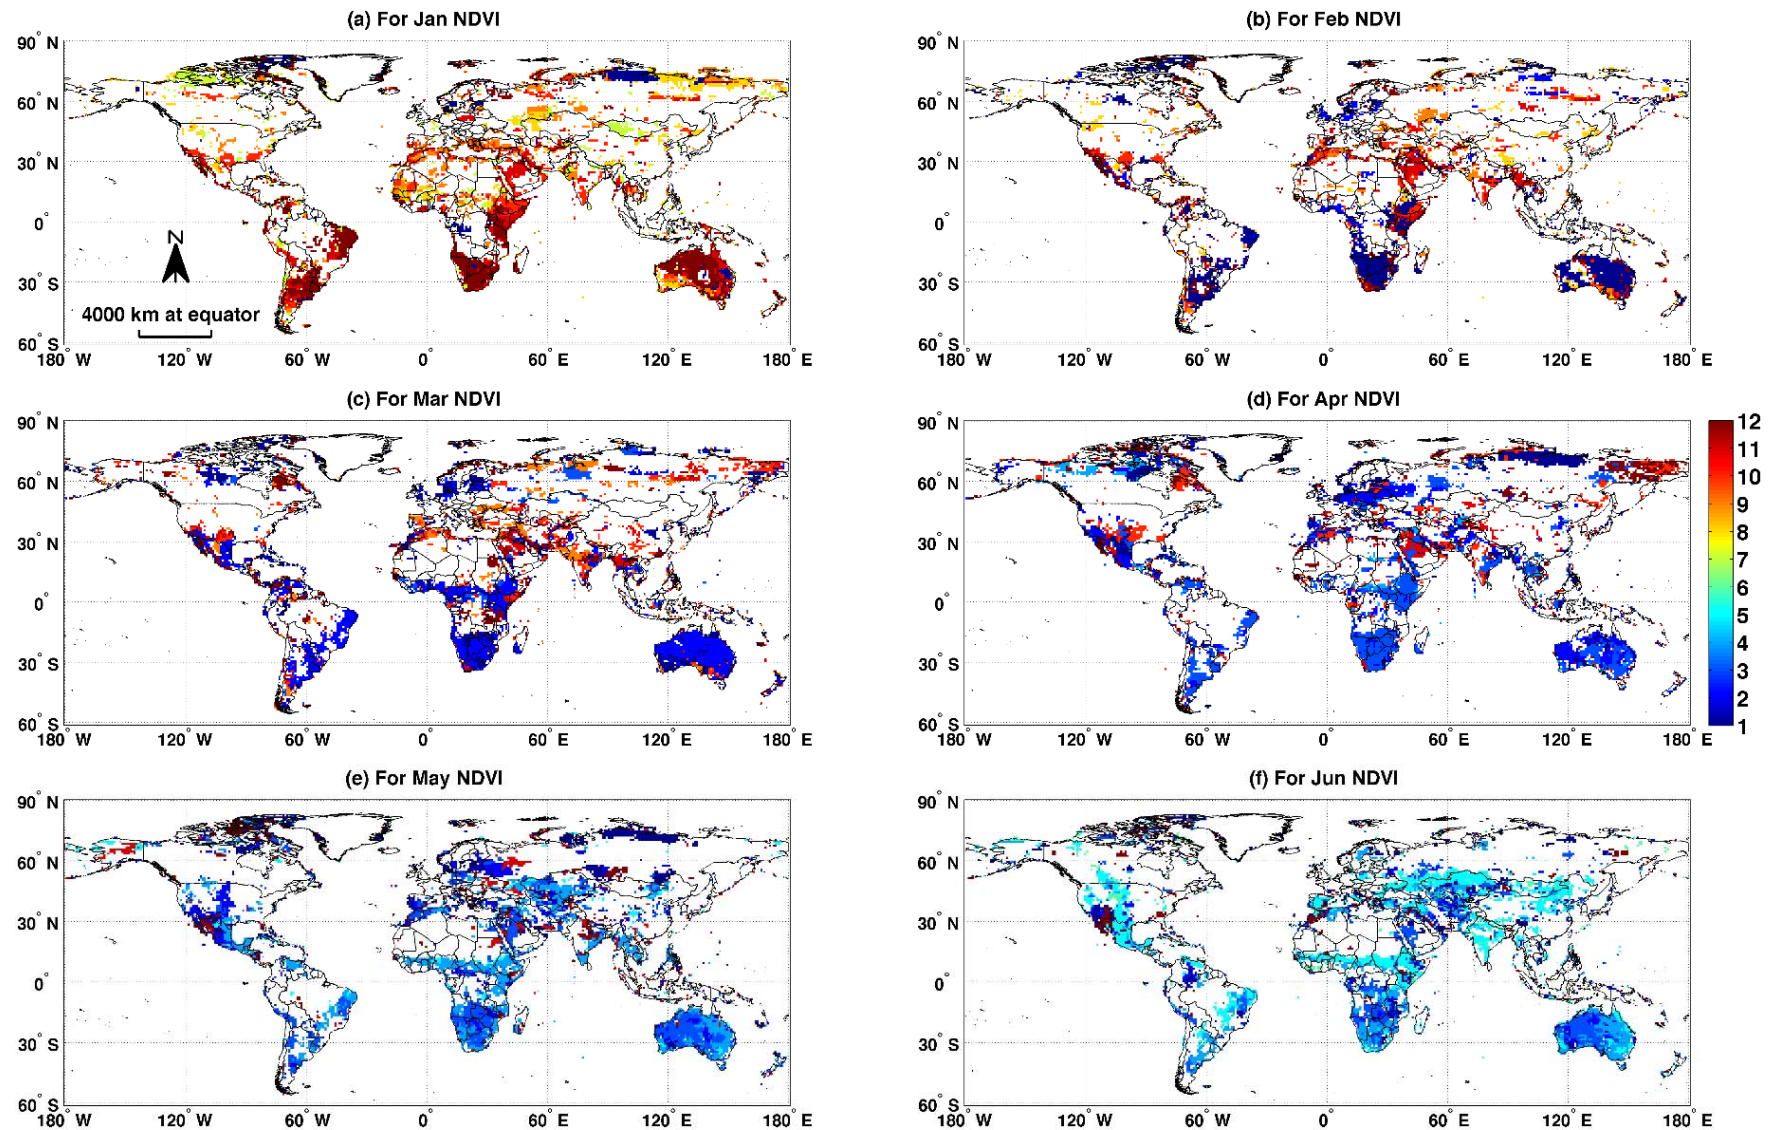 (a) For Jan NDVI
90° N
60° N
30° N
0°
30° S
60° S
N
4000 km at equator
180° W 120° W 60° W 0° 60° E 120° E 180° E
(b) For Feb NDVI
90° N
60° N
30° N
0°
30° S
60° S
180° W 120° W 60° W 0° 60° E 120° E 180° E
(c) For Mar NDVI
90° N
60° N
30° N
0°
30° S
60° S
180° W 120° W 60° W 0 60° E 120° E 180° E
(d) For Apr NDVI
90° N
60° N
30° N
0°
30° S
60° S
180° W 120° W 60° W 0° 60° E 120° E 180° E
12
11
10
9
8
7
6
5
4
3
2
1
(e) For May NDVI
90° N
60° N
30° N
0°
30° S
60° S
180° W 120° W 60° W 0° 60° E 120° E 180° E
(f) For Jun NDVI
90° N
60° N
30° N
0°
30° S
60° S
180° W 120° W 60° W 0° 60° E 120° E 180° E